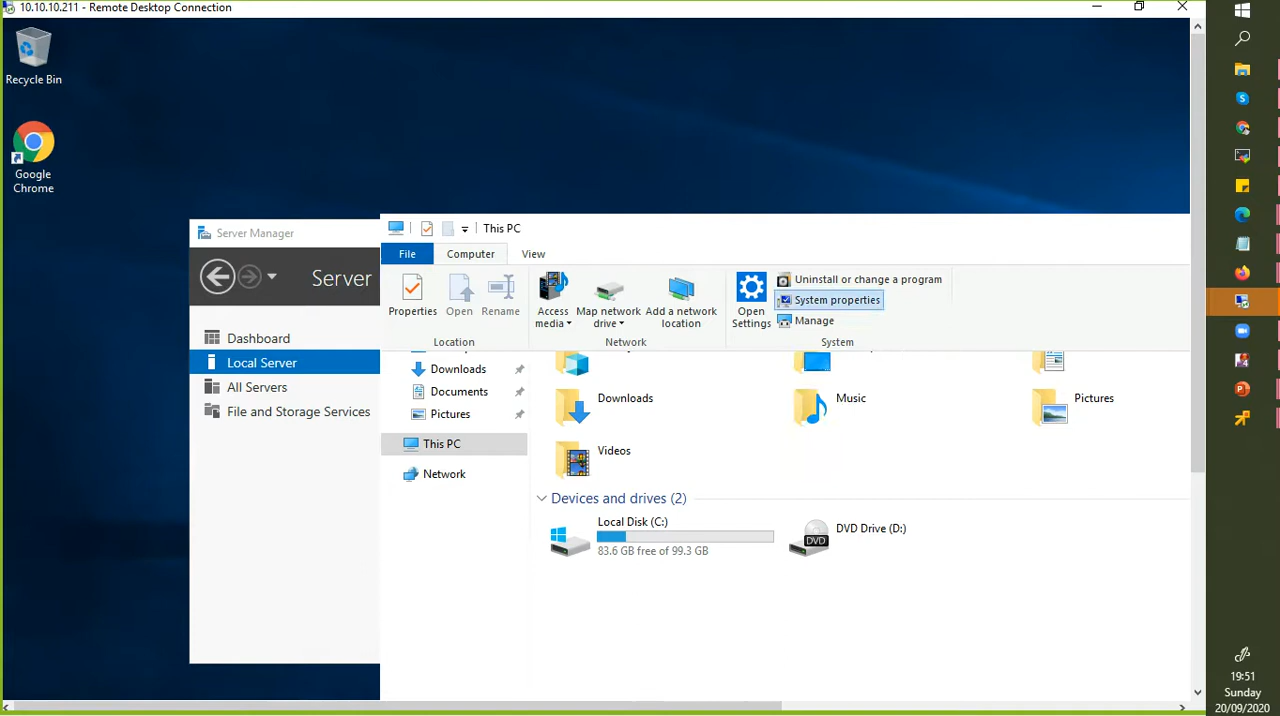 10.10.10.211 - Remote Desktop Connection
Recycle Bin
Google
Chrome
Server Manager
Server
Dashboard
Local Server
All Servers
File and Storage Services
This PC
File
Computer
View
Properties
Open
Rename
Location
Access
media
Map network
drive
Add a network
location
Network
Open
Settings
Uninstall or change a program
System properties
Manage
System
Downloads
Documents
Pictures
This PC
Network
Downloads
Music
Pictures
Videos
Devices and drives (2)
Local Disk (C:)
83.6 GB free of 99.3 GB
DVD
DVD Drive (D:)
19:51
Sunday
20/09/2020